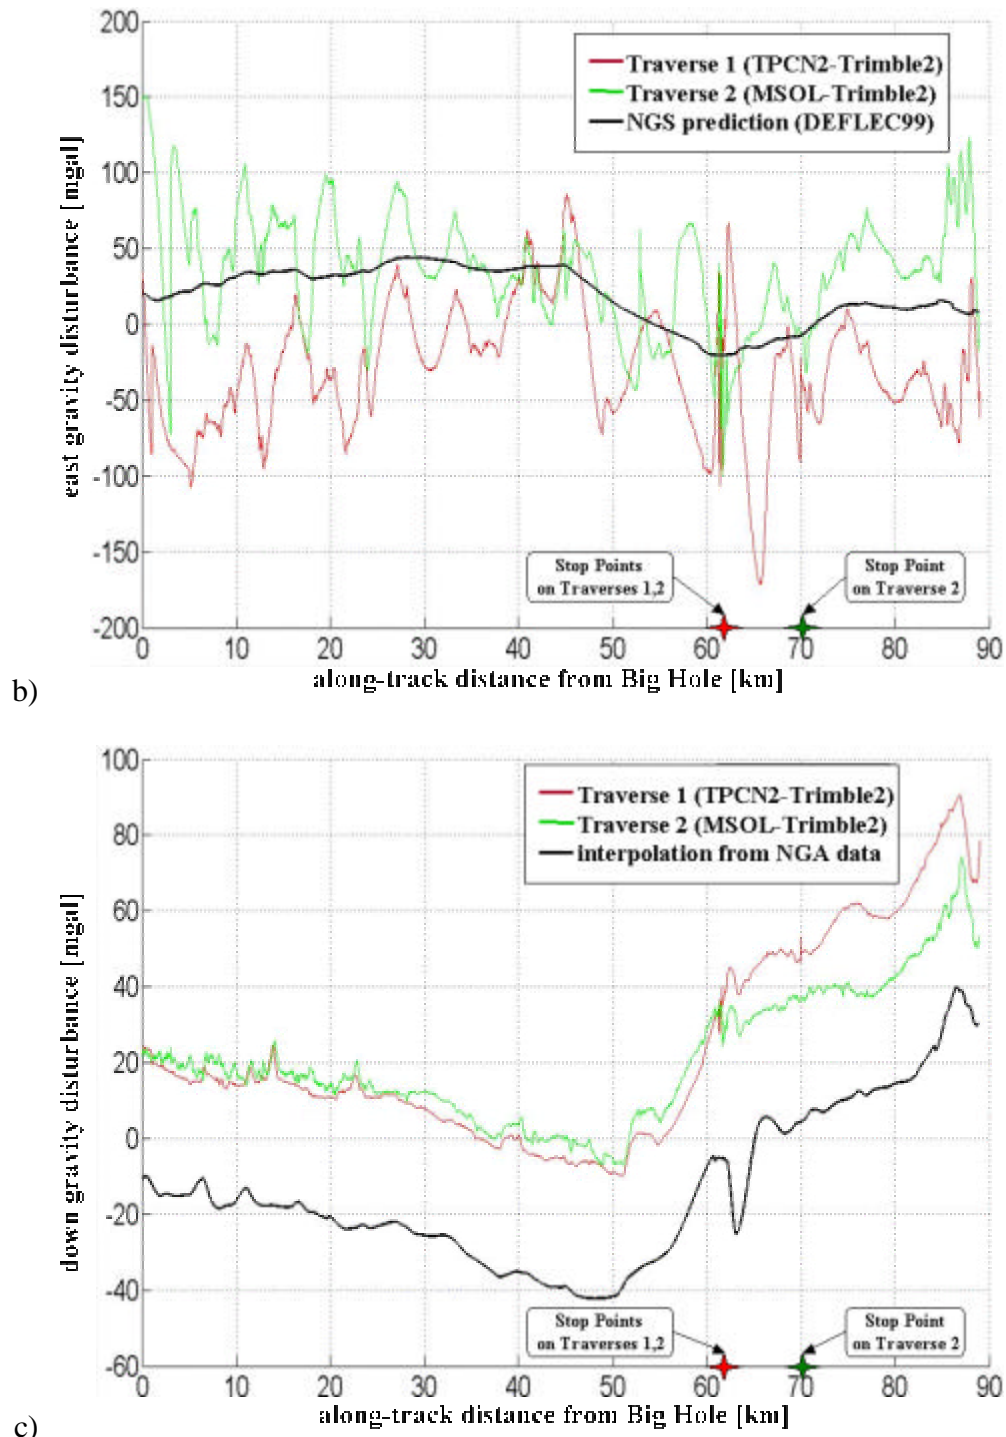 200
150
100
50
0
-50
-100
-150
-200
east gravity disturbance [mgal]
Traverse 1 (TPCN2-Trimble2)
Traverse 2 (MSOL-Trimble2)
NGS prediction (DEFLEC99)
Stop Points
on Traverses 1,2
Stop Point
on Traverse 2
0 10 20 30 40 50 60 70 80 90
along-track distance from Big Hole [km]
b)
100
80
60
40
20
0
-20
-40
-60
down gravity disturbance [mgal]
Traverse 1 (TPCN2-Trimble2)
Traverse 2 (MSOL-Trimble2)
interpolation from NGA data
Stop Points
on Traverses 1,2
Stop Point
on Traverse 2
0 10 20 30 40 50 60 70 80 90
along-track distance from Big Hole [km]
c)